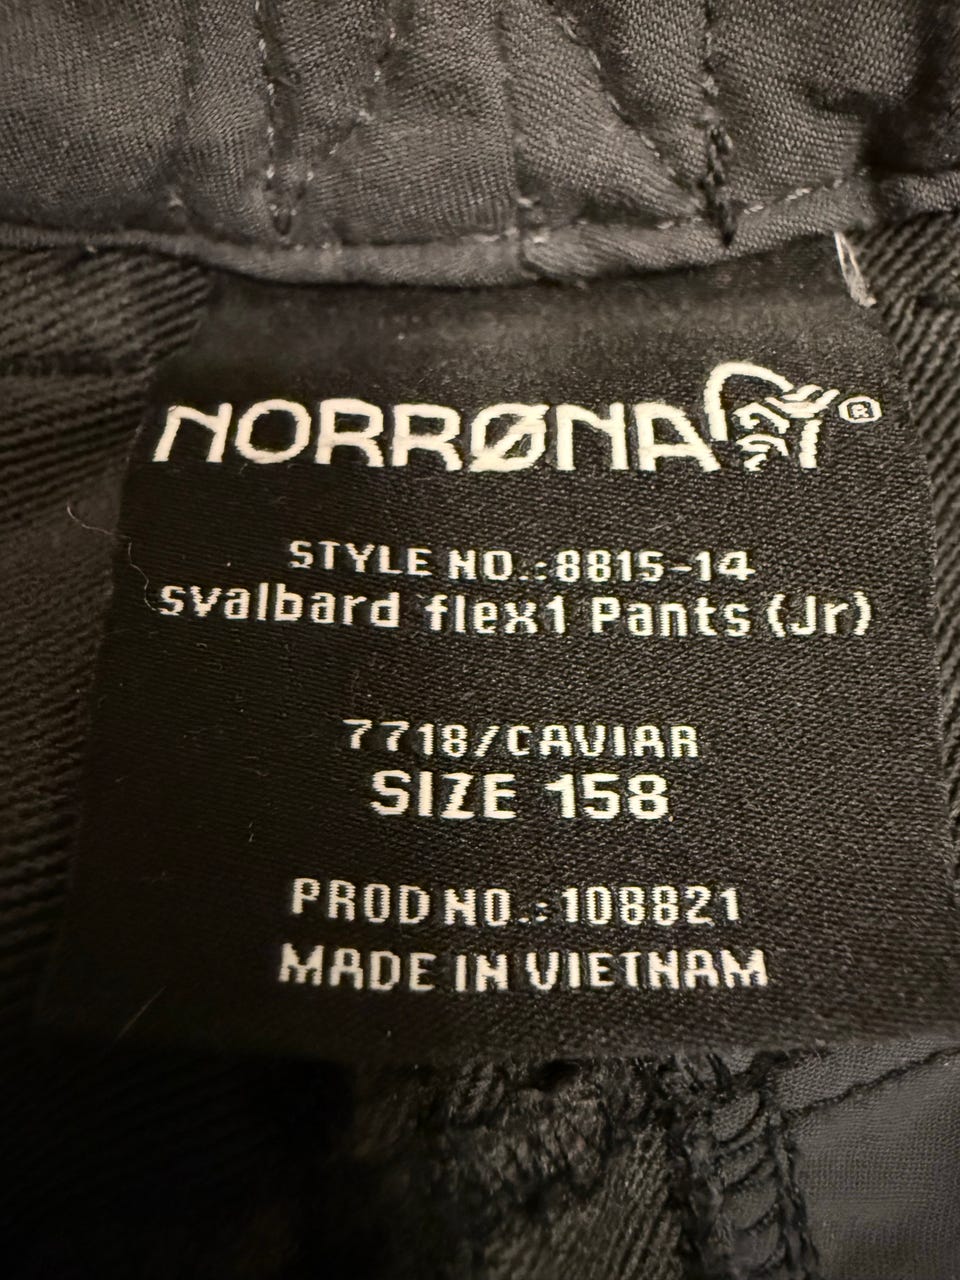 NORRØNA®
STYLE NO.:8815-14
svalbard flex1 Pants (Jr)
7718/CAVIAR
SIZE 158
PROD NO.:108821
MADE IN VIETNAM